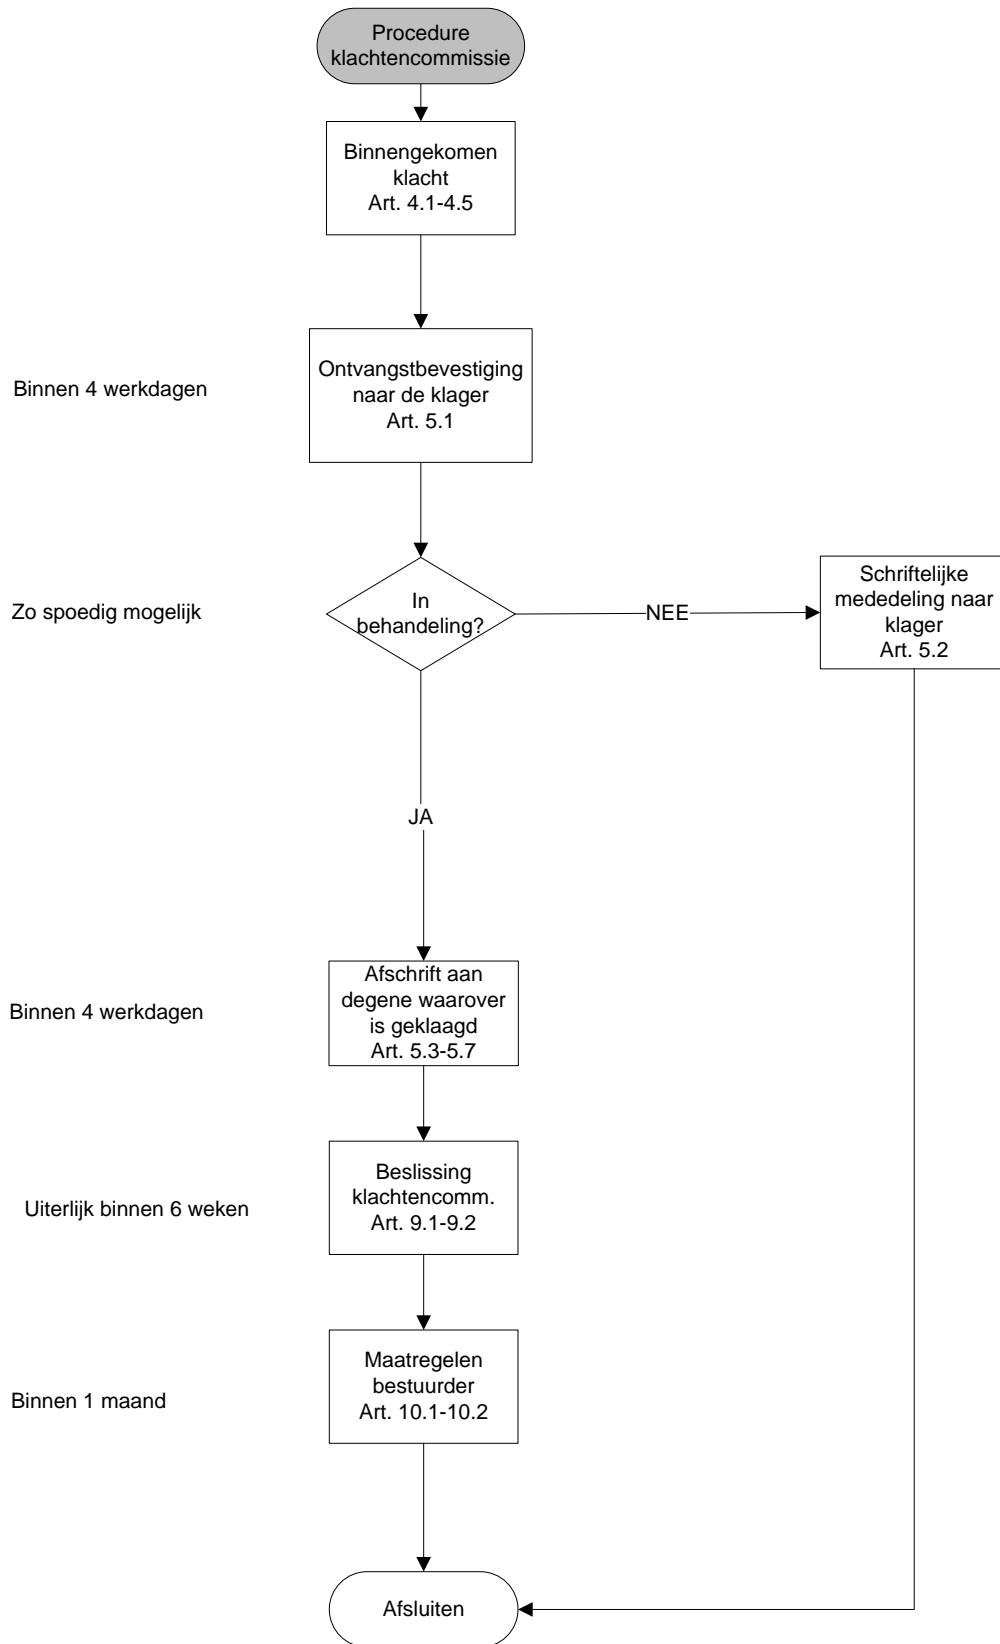 Procedure
klachtencommissie
Binnengekomen
klacht
Art. 4.1-4.5
Binnen 4 werkdagen
Ontvangstbevestiging
naar de klager
Art. 5.1
Zo spoedig mogelijk
In
behandeling?
NEE
Schriftelijke
mededeling naar
klager
Art. 5.2
JA
Binnen 4 werkdagen
Afschrift aan
degene waarover
is geklaagd
Art. 5.3-5.7
Uiterlijk binnen 6 weken
Beslissing
klachtencomm.
Art. 9.1-9.2
Binnen 1 maand
Maatregelen
bestuurder
Art. 10.1-10.2
Afsluiten